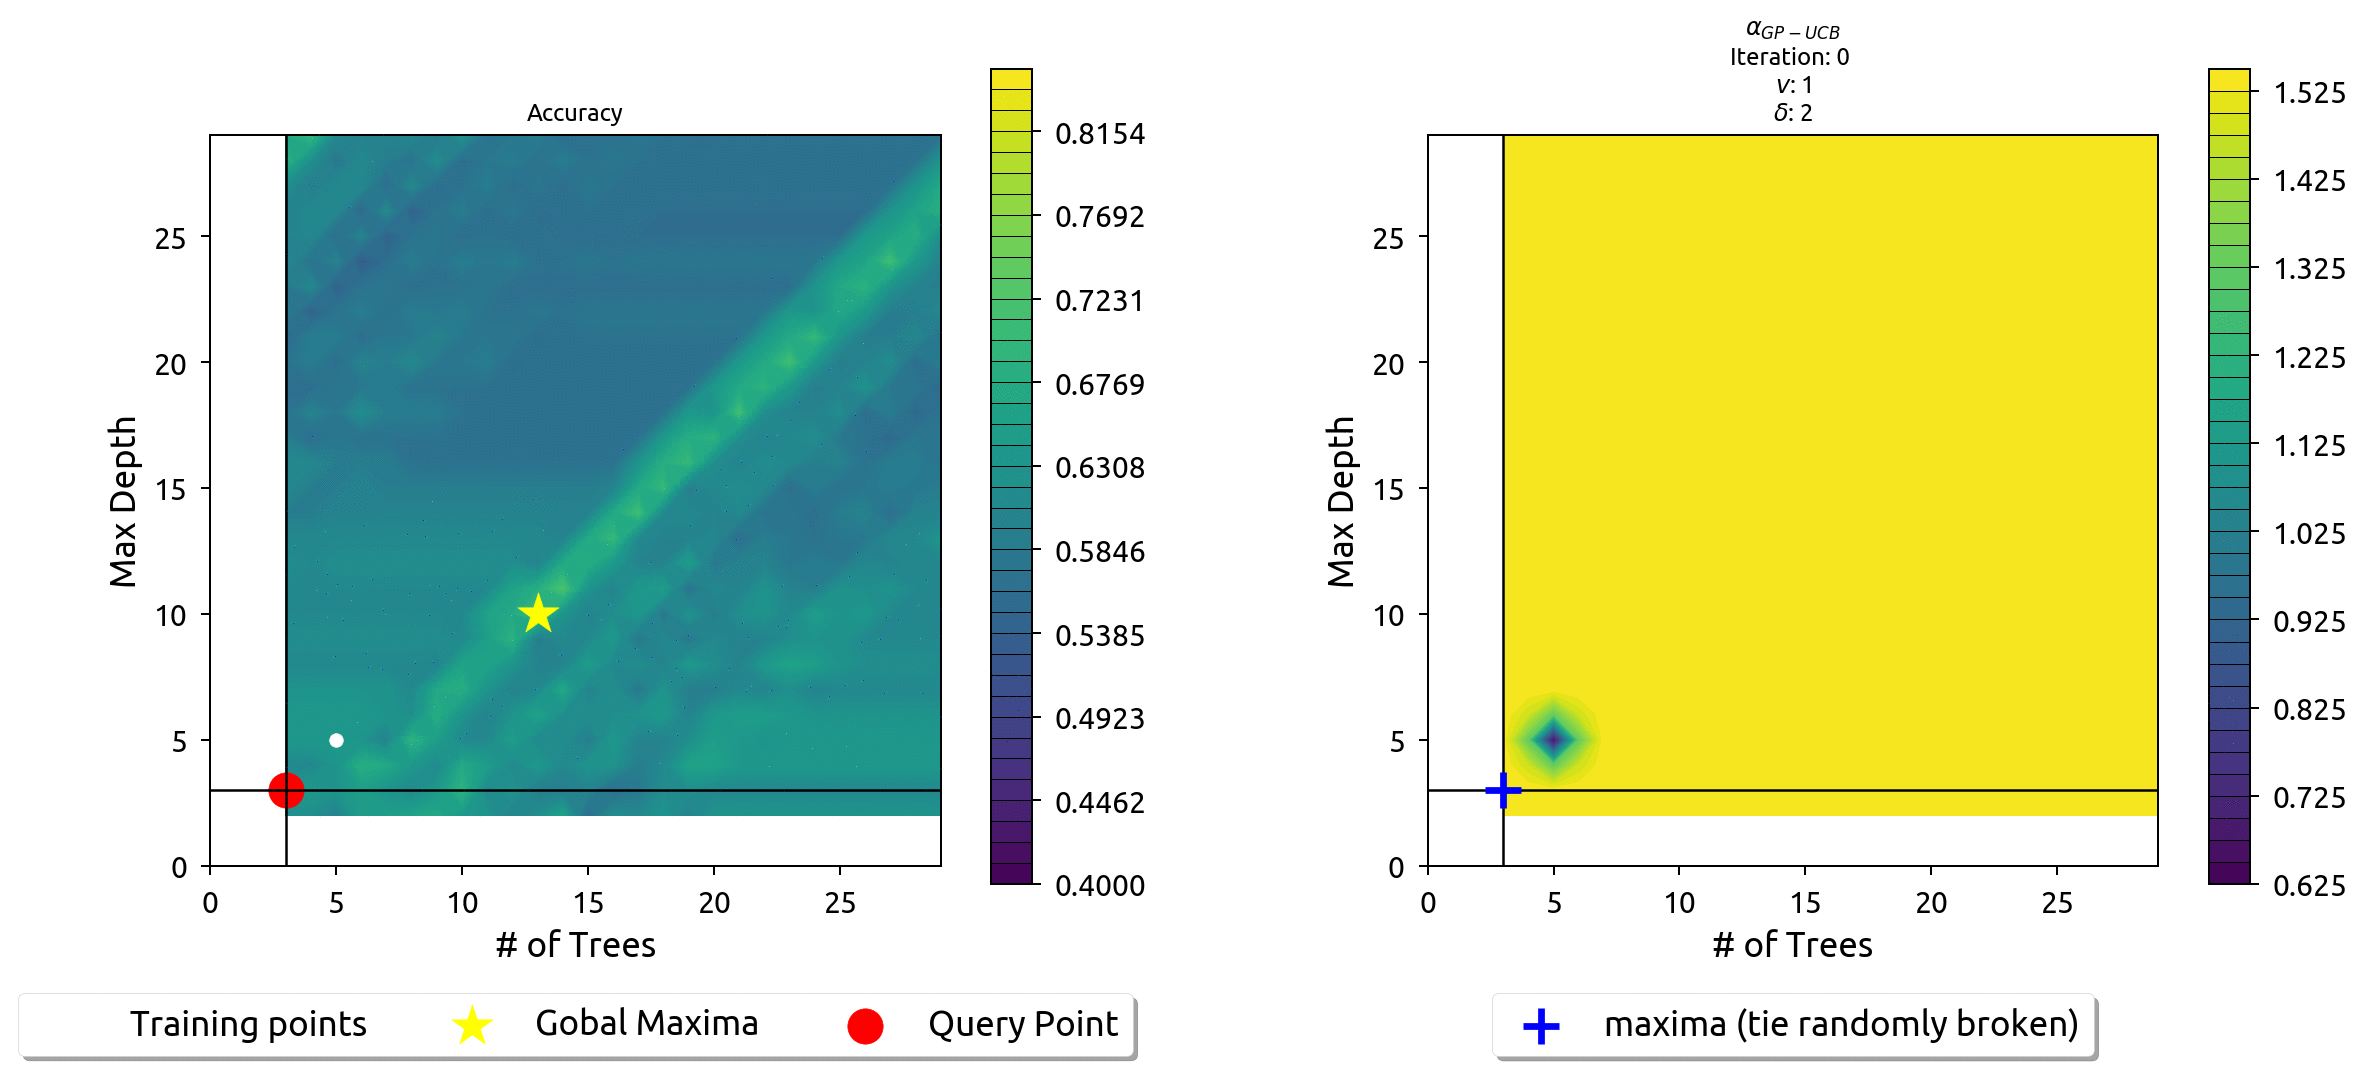 Accuracy
25
20
15
10
5
0
Max Depth
0 5 10 15 20 25
# of Trees
0.8154
0.7692
0.7231
0.6769
0.6308
0.5846
0.5385
0.4923
0.4462
0.4000
Training points Gobal Maxima Query Point
α_{GP−UCB}
Iteration: 0
ν: 1
δ: 2
25
20
15
10
5
0
Max Depth
0 5 10 15 20 25
# of Trees
1.525
1.425
1.325
1.225
1.125
1.025
0.925
0.825
0.725
0.625
maxima (tie randomly broken)